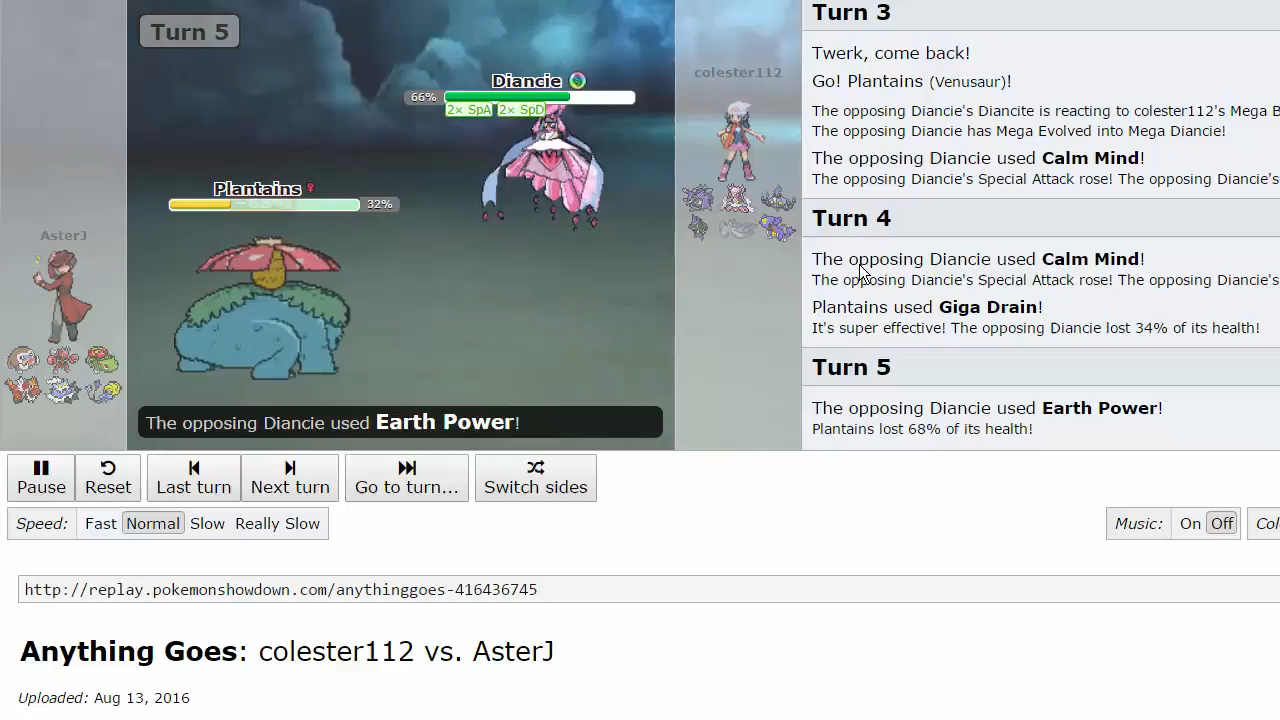 Turn 5
Diancie
66%
2× SpA 2× SpD
Plantains ♀
32%
AsterJ
colester112
The opposing Diancie used Earth Power!
Turn 3
Twerk, come back!
Go! Plantains (Venusaur)!
The opposing Diancie's Diancite is reacting to colester112's Mega B
The opposing Diancie has Mega Evolved into Mega Diancie!
The opposing Diancie used Calm Mind!
The opposing Diancie's Special Attack rose! The opposing Diancie's
Turn 4
The opposing Diancie used Calm Mind!
The opposing Diancie's Special Attack rose! The opposing Diancie's
Plantains used Giga Drain!
It's super effective! The opposing Diancie lost 34% of its health!
Turn 5
The opposing Diancie used Earth Power!
Plantains lost 68% of its health!
Pause Reset Last turn Next turn Go to turn... Switch sides
Speed: Fast Normal Slow Really Slow
Music: On Off
http://replay.pokemonshowdown.com/anythinggoes-416436745
Anything Goes: colester112 vs. AsterJ
Uploaded: Aug 13, 2016